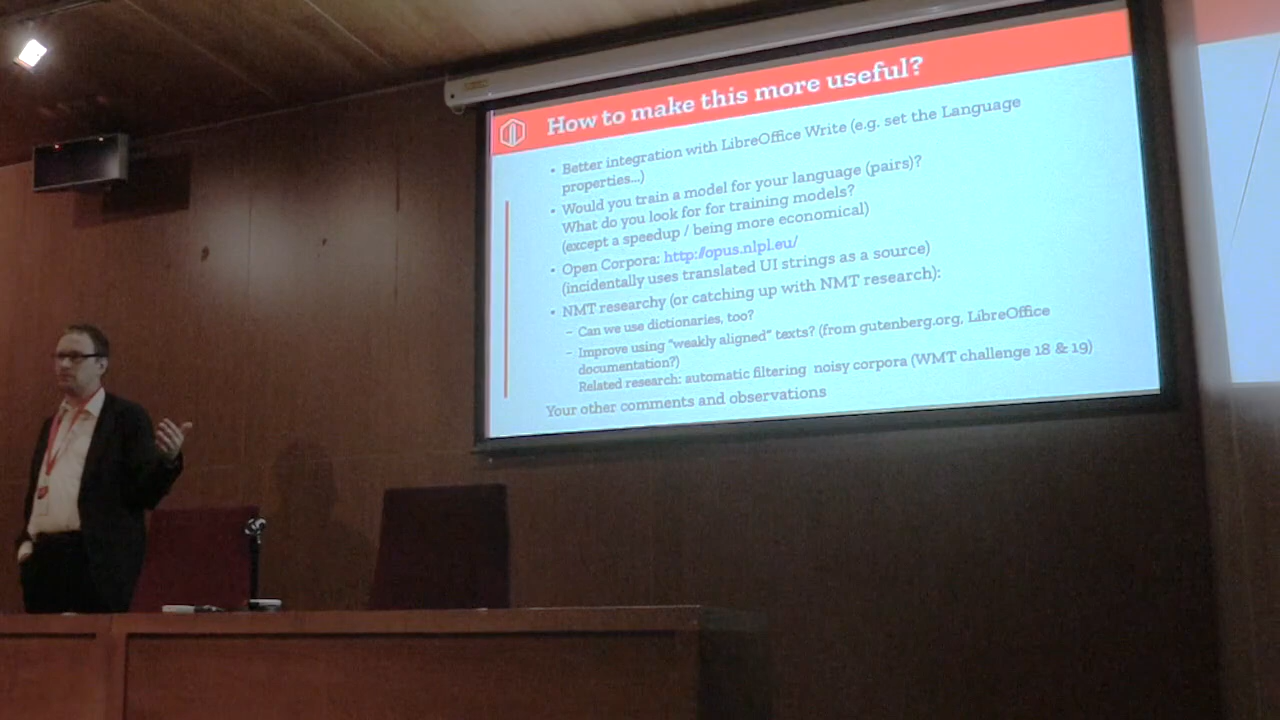 How to make this more useful?
• Better integration with LibreOffice Write (e.g. set the Language
properties...)
• Would you train a model for your language (pairs)?
What do you look for for training models?
(except a speedup / being more economical)
• Open Corpora: http://opus.nlpl.eu/
(incidentally uses translated UI strings as a source)
• NMT researchy (or catching up with NMT research):
– Can we use dictionaries, too?
– Improve using "weakly aligned" texts? (from gutenberg.org, LibreOffice
documentation?)
Related research: automatic filtering noisy corpora (WMT challenge 18 & 19)
Your other comments and observations